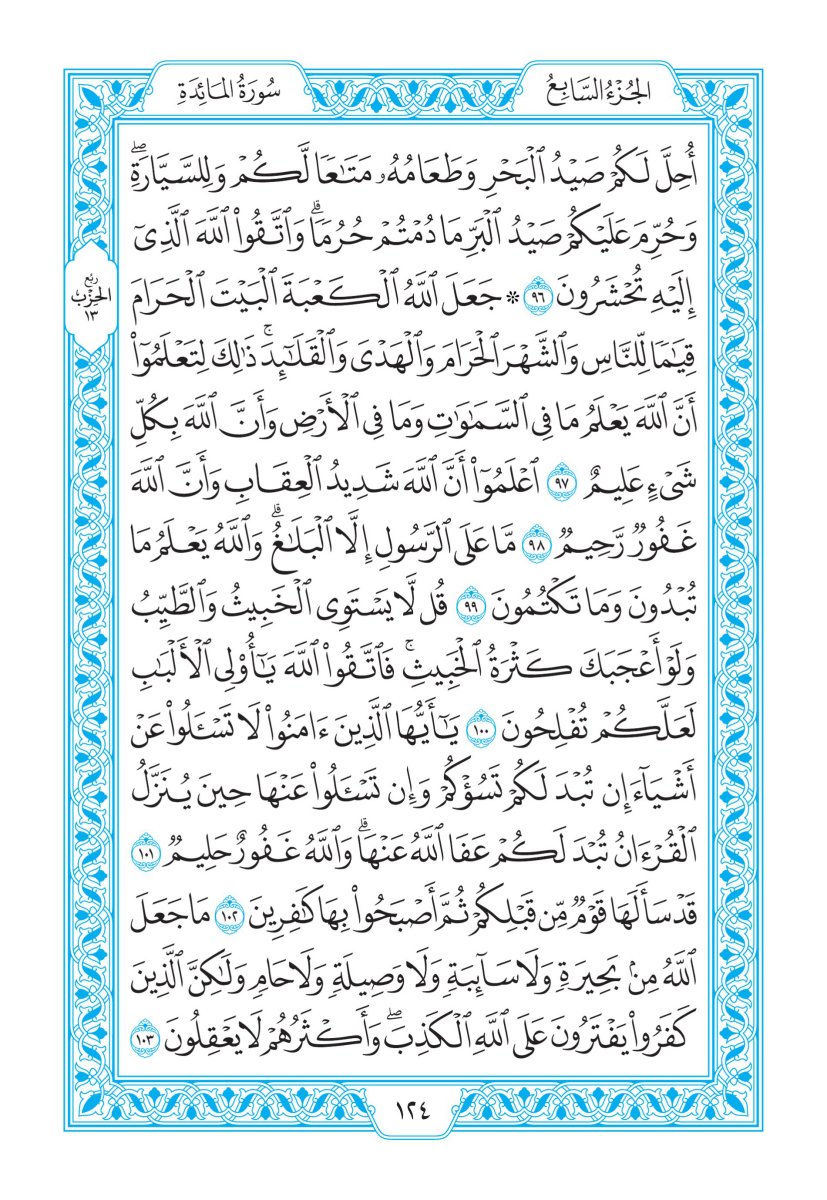 الجُزْءُ السَّابِعُ
سُورَةُ المَائِدَةِ
أُحِلَّ لَكُمْ صَيْدُ ٱلْبَحْرِ وَطَعَامُهُۥ مَتَٰعًا لَّكُمْ وَلِلسَّيَّارَةِۖ
وَحُرِّمَ عَلَيْكُمْ صَيْدُ ٱلْبَرِّ مَا دُمْتُمْ حُرُمًاۗ وَٱتَّقُوا۟ ٱللَّهَ ٱلَّذِىٓ
إِلَيْهِ تُحْشَرُونَ ٩٦ * جَعَلَ ٱللَّهُ ٱلْكَعْبَةَ ٱلْبَيْتَ ٱلْحَرَامَ
رُبْعُ
الحِزْبِ
١٣
قِيَٰمًا لِّلنَّاسِ وَٱلشَّهْرَ ٱلْحَرَامَ وَٱلْهَدْىَ وَٱلْقَلَٰٓئِدَۚ ذَٰلِكَ لِتَعْلَمُوٓا۟
أَنَّ ٱللَّهَ يَعْلَمُ مَا فِى ٱلسَّمَٰوَٰتِ وَمَا فِى ٱلْأَرْضِ وَأَنَّ ٱللَّهَ بِكُلِّ
شَىْءٍ عَلِيمٌ ٩٧ ٱعْلَمُوٓا۟ أَنَّ ٱللَّهَ شَدِيدُ ٱلْعِقَابِ وَأَنَّ ٱللَّهَ
غَفُورٌ رَّحِيمٌ ٩٨ مَّا عَلَى ٱلرَّسُولِ إِلَّا ٱلْبَلَٰغُۗ وَٱللَّهُ يَعْلَمُ مَا
تُبْدُونَ وَمَا تَكْتُمُونَ ٩٩ قُل لَّا يَسْتَوِى ٱلْخَبِيثُ وَٱلطَّيِّبُ
وَلَوْ أَعْجَبَكَ كَثْرَةُ ٱلْخَبِيثِۚ فَٱتَّقُوا۟ ٱللَّهَ يَٰٓأُو۟لِى ٱلْأَلْبَٰبِ
لَعَلَّكُمْ تُفْلِحُونَ ١٠٠ يَٰٓأَيُّهَا ٱلَّذِينَ ءَامَنُوا۟ لَا تَسْـَٔلُوا۟ عَنْ
أَشْيَآءَ إِن تُبْدَ لَكُمْ تَسُؤْكُمْ وَإِن تَسْـَٔلُوا۟ عَنْهَا حِينَ يُنَزَّلُ
ٱلْقُرْءَانُ تُبْدَ لَكُمْ عَفَا ٱللَّهُ عَنْهَاۗ وَٱللَّهُ غَفُورٌ حَلِيمٌ ١٠١
قَدْ سَأَلَهَا قَوْمٌ مِّن قَبْلِكُمْ ثُمَّ أَصْبَحُوا۟ بِهَا كَٰفِرِينَ ١٠٢ مَا جَعَلَ
ٱللَّهُ مِنۢ بَحِيرَةٍ وَلَا سَآئِبَةٍ وَلَا وَصِيلَةٍ وَلَا حَامٍ وَلَٰكِنَّ ٱلَّذِينَ
كَفَرُوا۟ يَفْتَرُونَ عَلَى ٱللَّهِ ٱلْكَذِبَۖ وَأَكْثَرُهُمْ لَا يَعْقِلُونَ ١٠٣
١٢٤